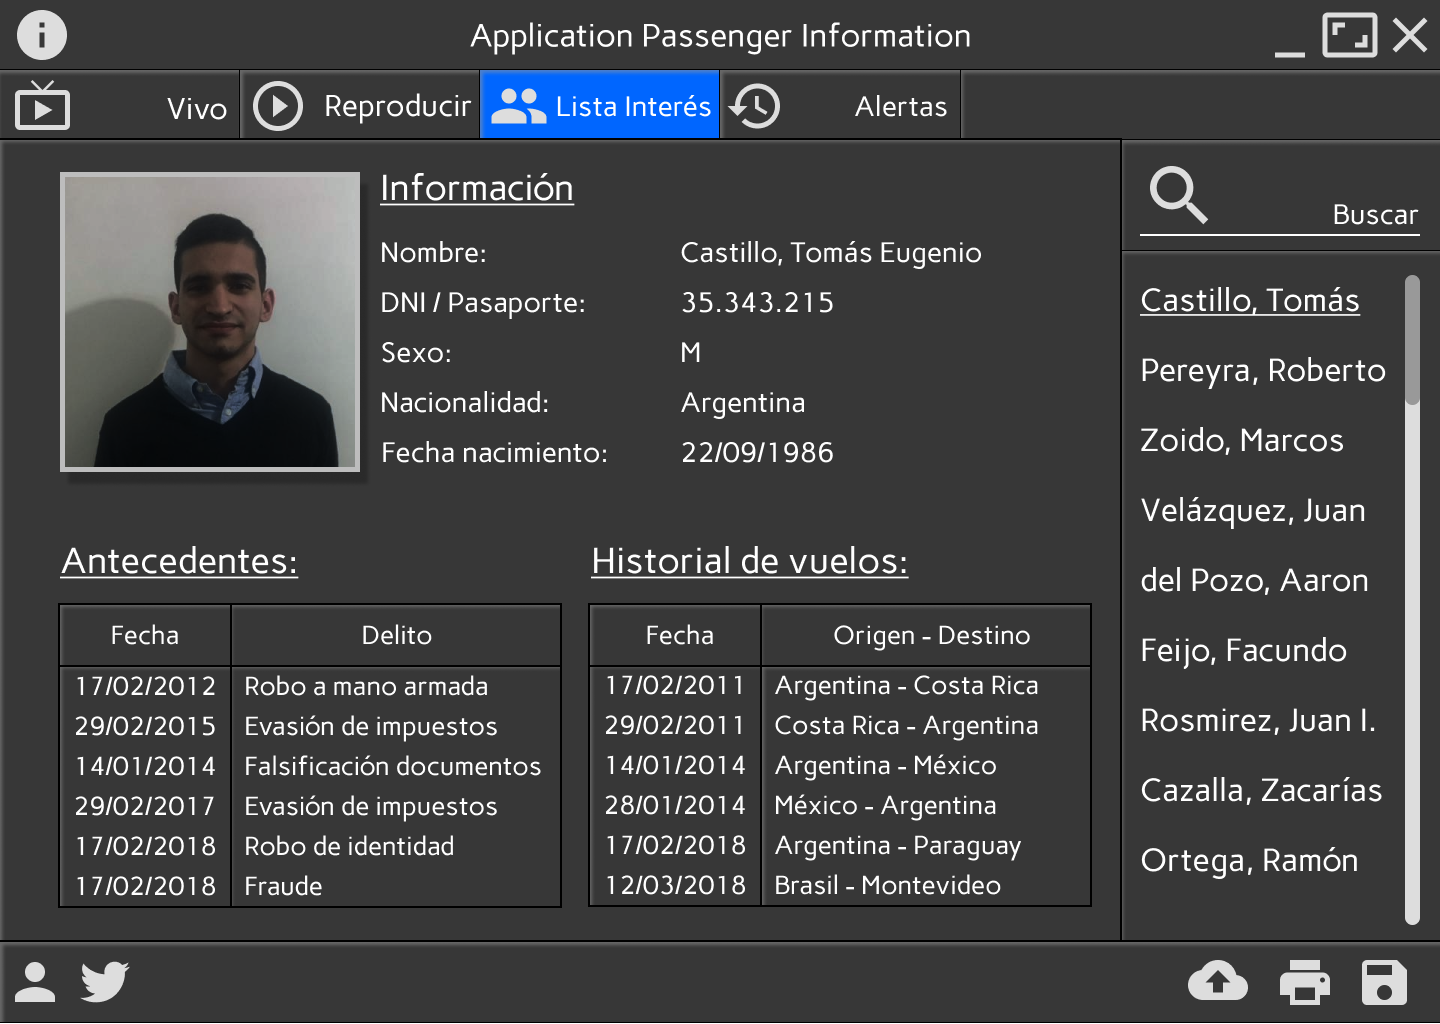 Application Passenger Information
Vivo
Reproducir
Lista Interés
Alertas
Información
Nombre: Castillo, Tomás Eugenio
DNI / Pasaporte: 35.343.215
Sexo: M
Nacionalidad: Argentina
Fecha nacimiento: 22/09/1986
Antecedentes:
Fecha Delito
17/02/2012 Robo a mano armada
29/02/2015 Evasión de impuestos
14/01/2014 Falsificación documentos
29/02/2017 Evasión de impuestos
17/02/2018 Robo de identidad
17/02/2018 Fraude
Historial de vuelos:
Fecha Origen - Destino
17/02/2011 Argentina - Costa Rica
29/02/2011 Costa Rica - Argentina
14/01/2014 Argentina - México
28/01/2014 México - Argentina
17/02/2018 Argentina - Paraguay
12/03/2018 Brasil - Montevideo
Buscar
Castillo, Tomás
Pereyra, Roberto
Zoido, Marcos
Velázquez, Juan
del Pozo, Aaron
Feijo, Facundo
Rosmirez, Juan I.
Cazalla, Zacarías
Ortega, Ramón